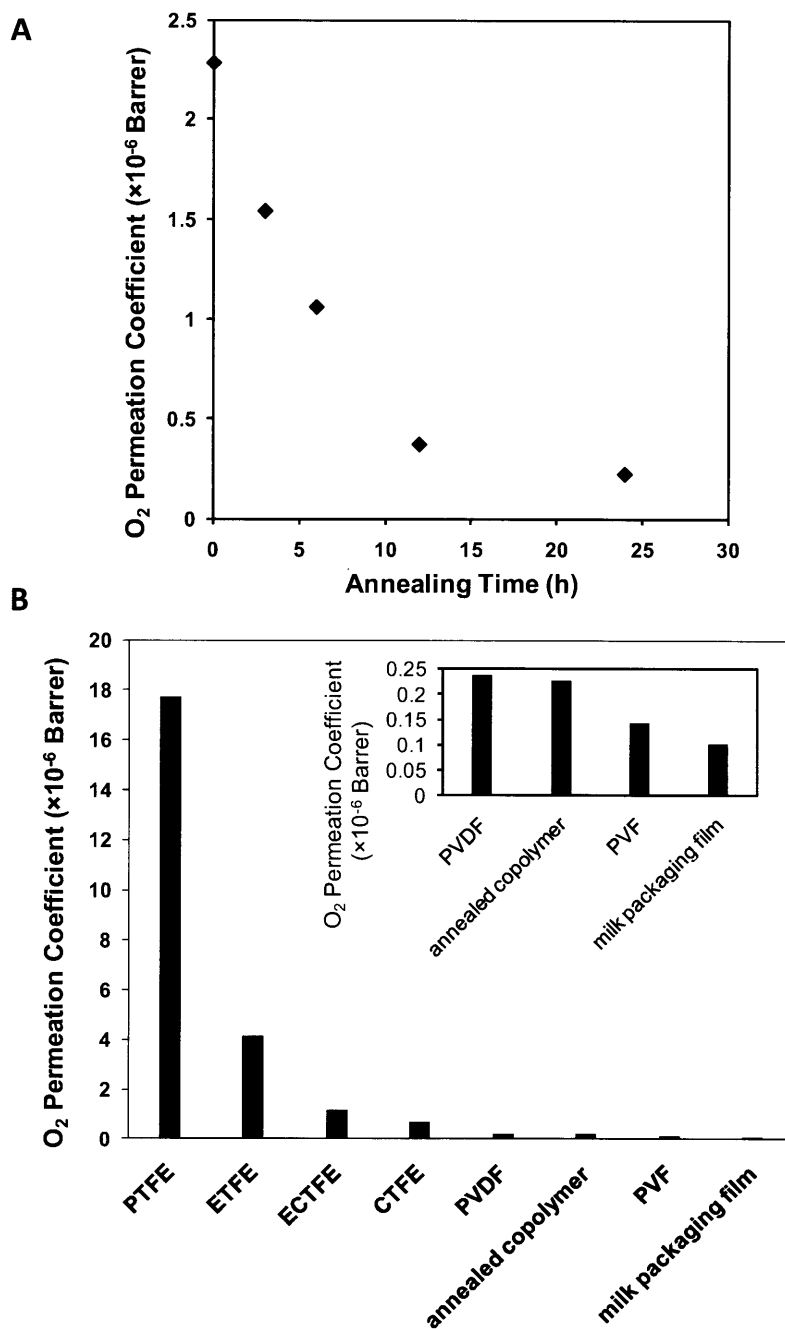 A
O₂ Permeation Coefficient (×10⁻⁶ Barrer)
2.5
2
1.5
1
0.5
0
0 5 10 15 20 25 30
Annealing Time (h)
B
O₂ Permeation Coefficient (×10⁻⁶ Barrer)
20
18
16
14
12
10
8
6
4
2
0
PTFE
ETFE
ECTFE
CTFE
PVDF
annealed copolymer
PVF
milk packaging film
O₂ Permeation Coefficient
(×10⁻⁶ Barrer)
0.25
0.2
0.15
0.1
0.05
0
PVDF
annealed copolymer
PVF
milk packaging film